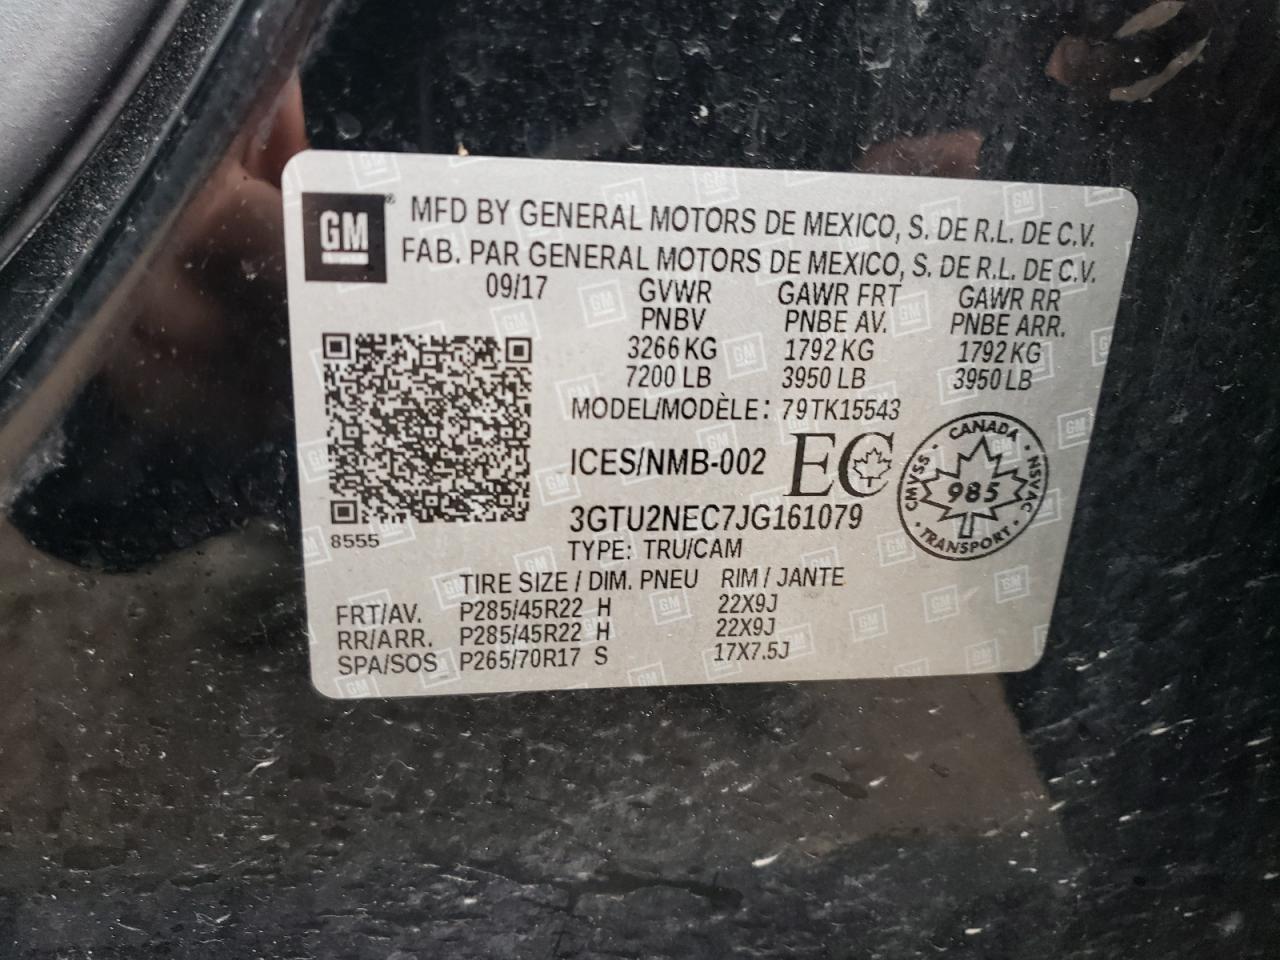 GM
MFD BY GENERAL MOTORS DE MEXICO, S. DE R.L. DE C.V.
FAB. PAR GENERAL MOTORS DE MEXICO, S. DE R.L. DE C.V.
09/17 GVWR GAWR FRT GAWR RR
PNBV PNBE AV. PNBE ARR.
3266 KG 1792 KG 1792 KG
7200 LB 3950 LB 3950 LB
MODEL/MODÈLE: 79TK15543
ICES/NMB-002 EC
CANADA
CMVSS 985 NSVAC
TRANSPORT
3GTU2NEC7JG161079
8555
TYPE: TRU/CAM
TIRE SIZE / DIM. PNEU RIM / JANTE
FRT/AV. P285/45R22 H 22X9J
RR/ARR. P285/45R22 H 22X9J
SPA/SOS P265/70R17 S 17X7.5J